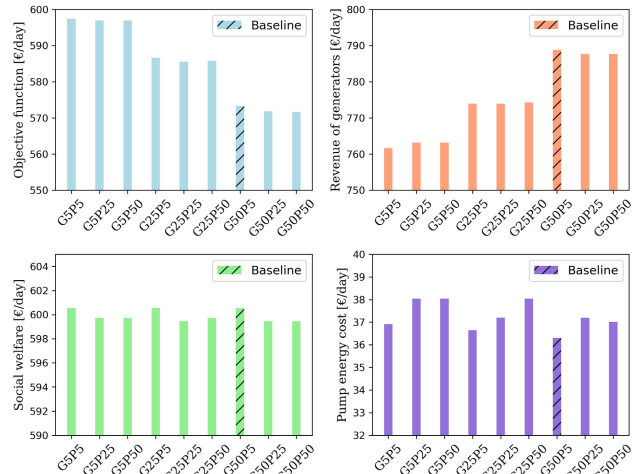 Objective function [€/day]
600
590
580
570
560
550
Baseline
G5P5
G5P25
G5P50
G25P5
G25P25
G25P50
G50P5
G50P25
G50P50
Revenue of generators [€/day]
800
790
780
770
760
750
Baseline
G5P5
G5P25
G5P50
G25P5
G25P25
G25P50
G50P5
G50P25
G50P50
Social welfare [€/day]
604
602
600
598
596
594
592
590
Baseline
G5P5
G5P25
G5P50
G25P5
G25P25
G25P50
G50P5
G50P25
G50P50
Pump energy cost [€/day]
40
39
38
37
36
35
34
33
32
Baseline
G5P5
G5P25
G5P50
G25P5
G25P25
G25P50
G50P5
G50P25
G50P50